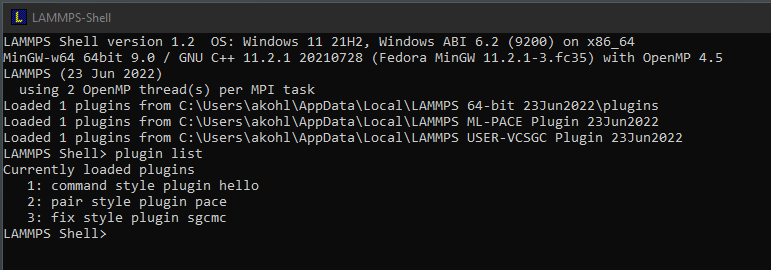 LAMMPS-Shell
LAMMPS Shell version 1.2  OS: Windows 11 21H2, Windows ABI 6.2 (9200) on x86_64
MinGW-w64 64bit 9.0 / GNU C++ 11.2.1 20210728 (Fedora MinGW 11.2.1-3.fc35) with OpenMP 4.5
LAMMPS (23 Jun 2022)
  using 2 OpenMP thread(s) per MPI task
Loaded 1 plugins from C:\Users\akohl\AppData\Local\LAMMPS 64-bit 23Jun2022\plugins
Loaded 1 plugins from C:\Users\akohl\AppData\Local\LAMMPS ML-PACE Plugin 23Jun2022
Loaded 1 plugins from C:\Users\akohl\AppData\Local\LAMMPS USER-VCSGC Plugin 23Jun2022
LAMMPS Shell> plugin list
Currently loaded plugins
   1: command style plugin hello
   2: pair style plugin pace
   3: fix style plugin sgcmc
LAMMPS Shell>